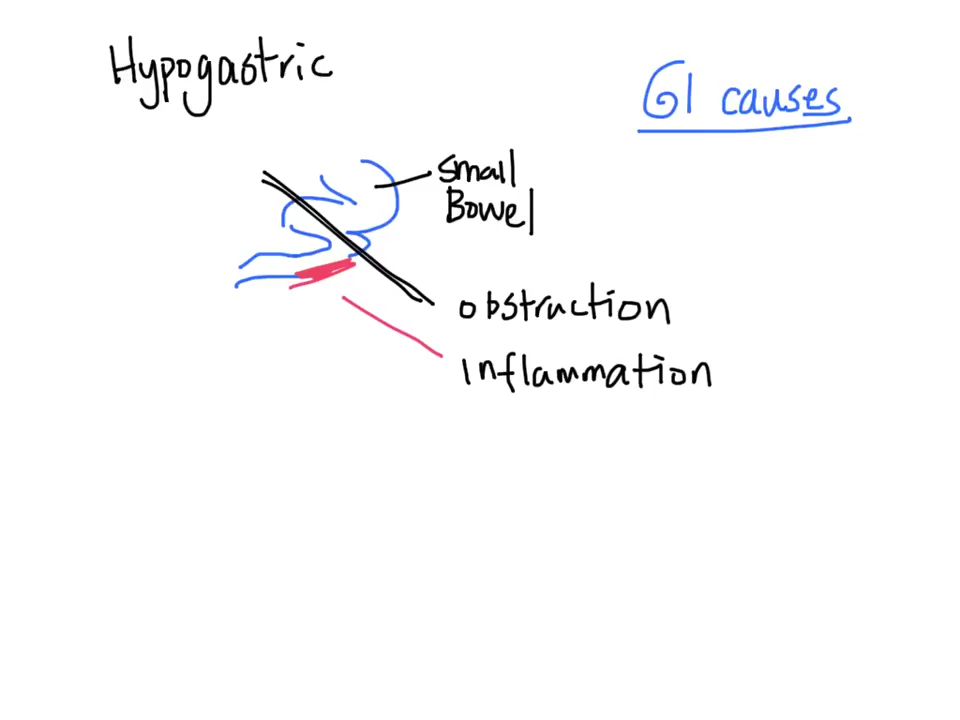 Hypogastric
GI causes
Small
Bowel
obstruction
Inflammation